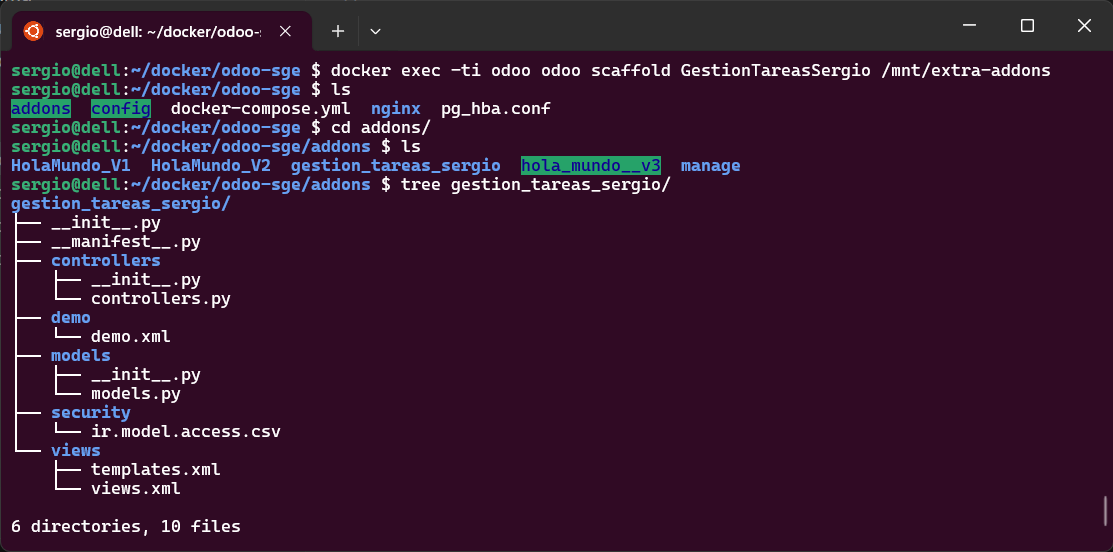 sergio@dell: ~/docker/odoo-s
sergio@dell:~/docker/odoo-sge $ docker exec -ti odoo odoo scaffold GestionTareasSergio /mnt/extra-addons
sergio@dell:~/docker/odoo-sge $ ls
addons  config  docker-compose.yml  nginx  pg_hba.conf
sergio@dell:~/docker/odoo-sge $ cd addons/
sergio@dell:~/docker/odoo-sge/addons $ ls
HolaMundo_V1  HolaMundo_V2  gestion_tareas_sergio  hola_mundo__v3  manage
sergio@dell:~/docker/odoo-sge/addons $ tree gestion_tareas_sergio/
gestion_tareas_sergio/
├── __init__.py
├── __manifest__.py
├── controllers
│   ├── __init__.py
│   └── controllers.py
├── demo
│   └── demo.xml
├── models
│   ├── __init__.py
│   └── models.py
├── security
│   └── ir.model.access.csv
└── views
    ├── templates.xml
    └── views.xml
6 directories, 10 files